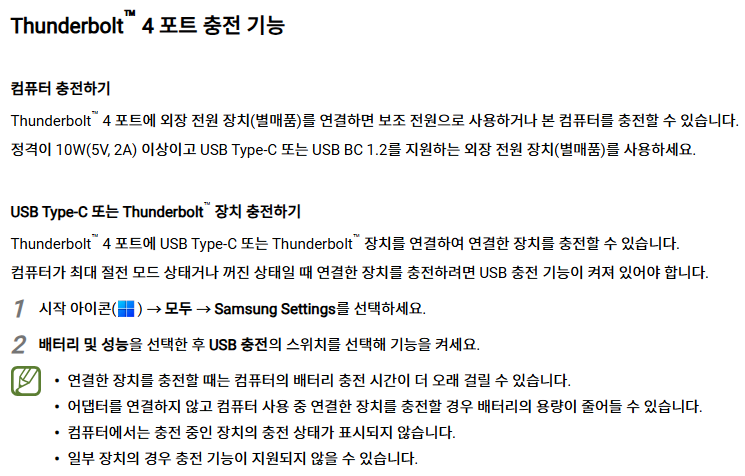 Thunderbolt™ 4 포트 충전 기능
컴퓨터 충전하기
Thunderbolt™ 4 포트에 외장 전원 장치(별매품)를 연결하면 보조 전원으로 사용하거나 본 컴퓨터를 충전할 수 있습니다.
정격이 10W(5V, 2A) 이상이고 USB Type-C 또는 USB BC 1.2를 지원하는 외장 전원 장치(별매품)를 사용하세요.
USB Type-C 또는 Thunderbolt™ 장치 충전하기
Thunderbolt™ 4 포트에 USB Type-C 또는 Thunderbolt™ 장치를 연결하여 연결한 장치를 충전할 수 있습니다.
컴퓨터가 최대 절전 모드 상태거나 꺼진 상태일 때 연결한 장치를 충전하려면 USB 충전 기능이 켜져 있어야 합니다.
1 시작 아이콘( ) → 모두 → Samsung Settings를 선택하세요.
2 배터리 및 성능을 선택한 후 USB 충전의 스위치를 선택해 기능을 켜세요.
• 연결한 장치를 충전할 때는 컴퓨터의 배터리 충전 시간이 더 오래 걸릴 수 있습니다.
• 어댑터를 연결하지 않고 컴퓨터 사용 중 연결한 장치를 충전할 경우 배터리의 용량이 줄어들 수 있습니다.
• 컴퓨터에서는 충전 중인 장치의 충전 상태가 표시되지 않습니다.
• 일부 장치의 경우 충전 기능이 지원되지 않을 수 있습니다.